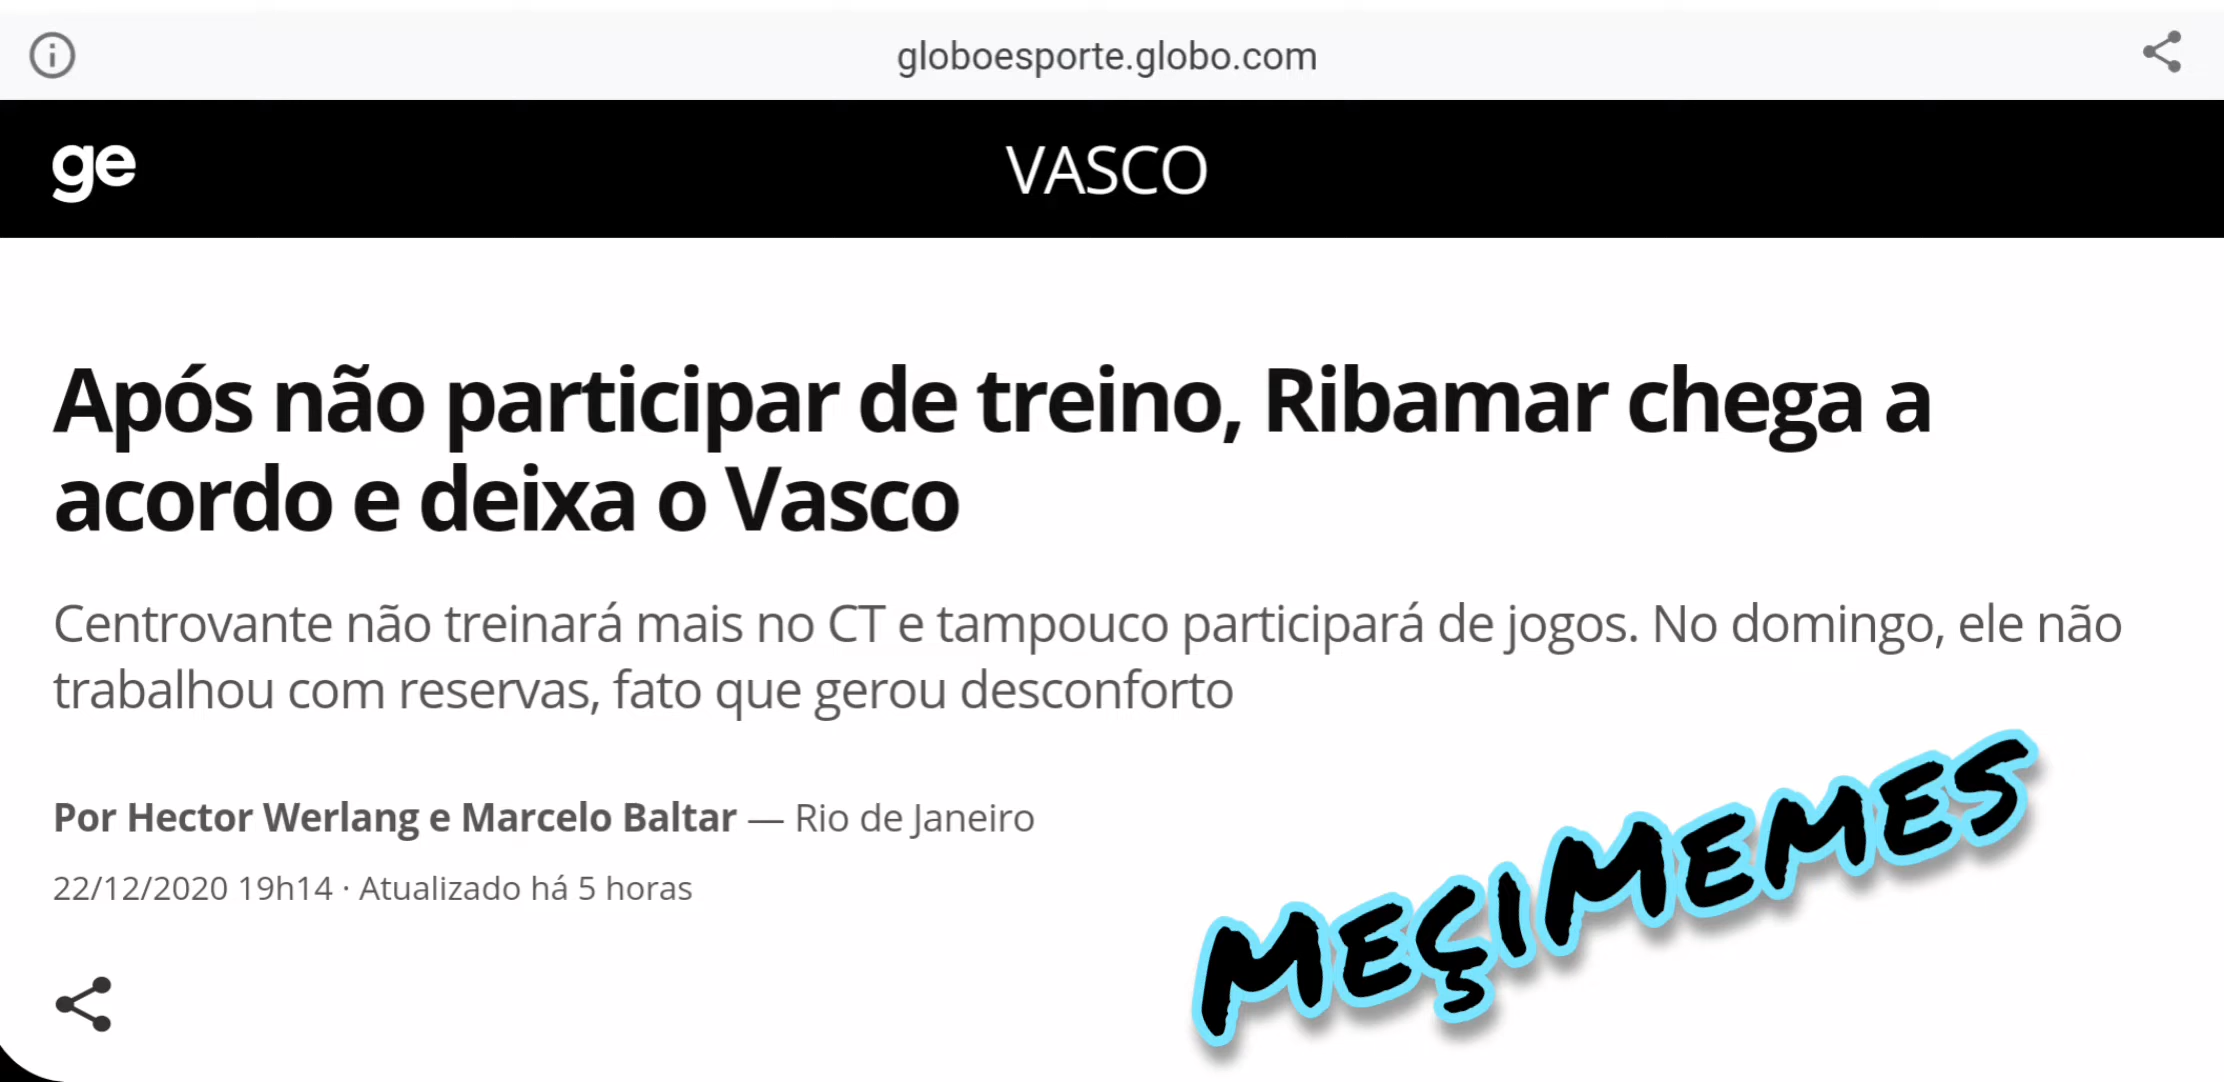 globoesporte.globo.com
ge
VASCO
Após não participar de treino, Ribamar chega a
acordo e deixa o Vasco
Centrovante não treinará mais no CT e tampouco participará de jogos. No domingo, ele não
trabalhou com reservas, fato que gerou desconforto
Por Hector Werlang e Marcelo Baltar — Rio de Janeiro
22/12/2020 19h14 · Atualizado há 5 horas
MEÇIMEMES